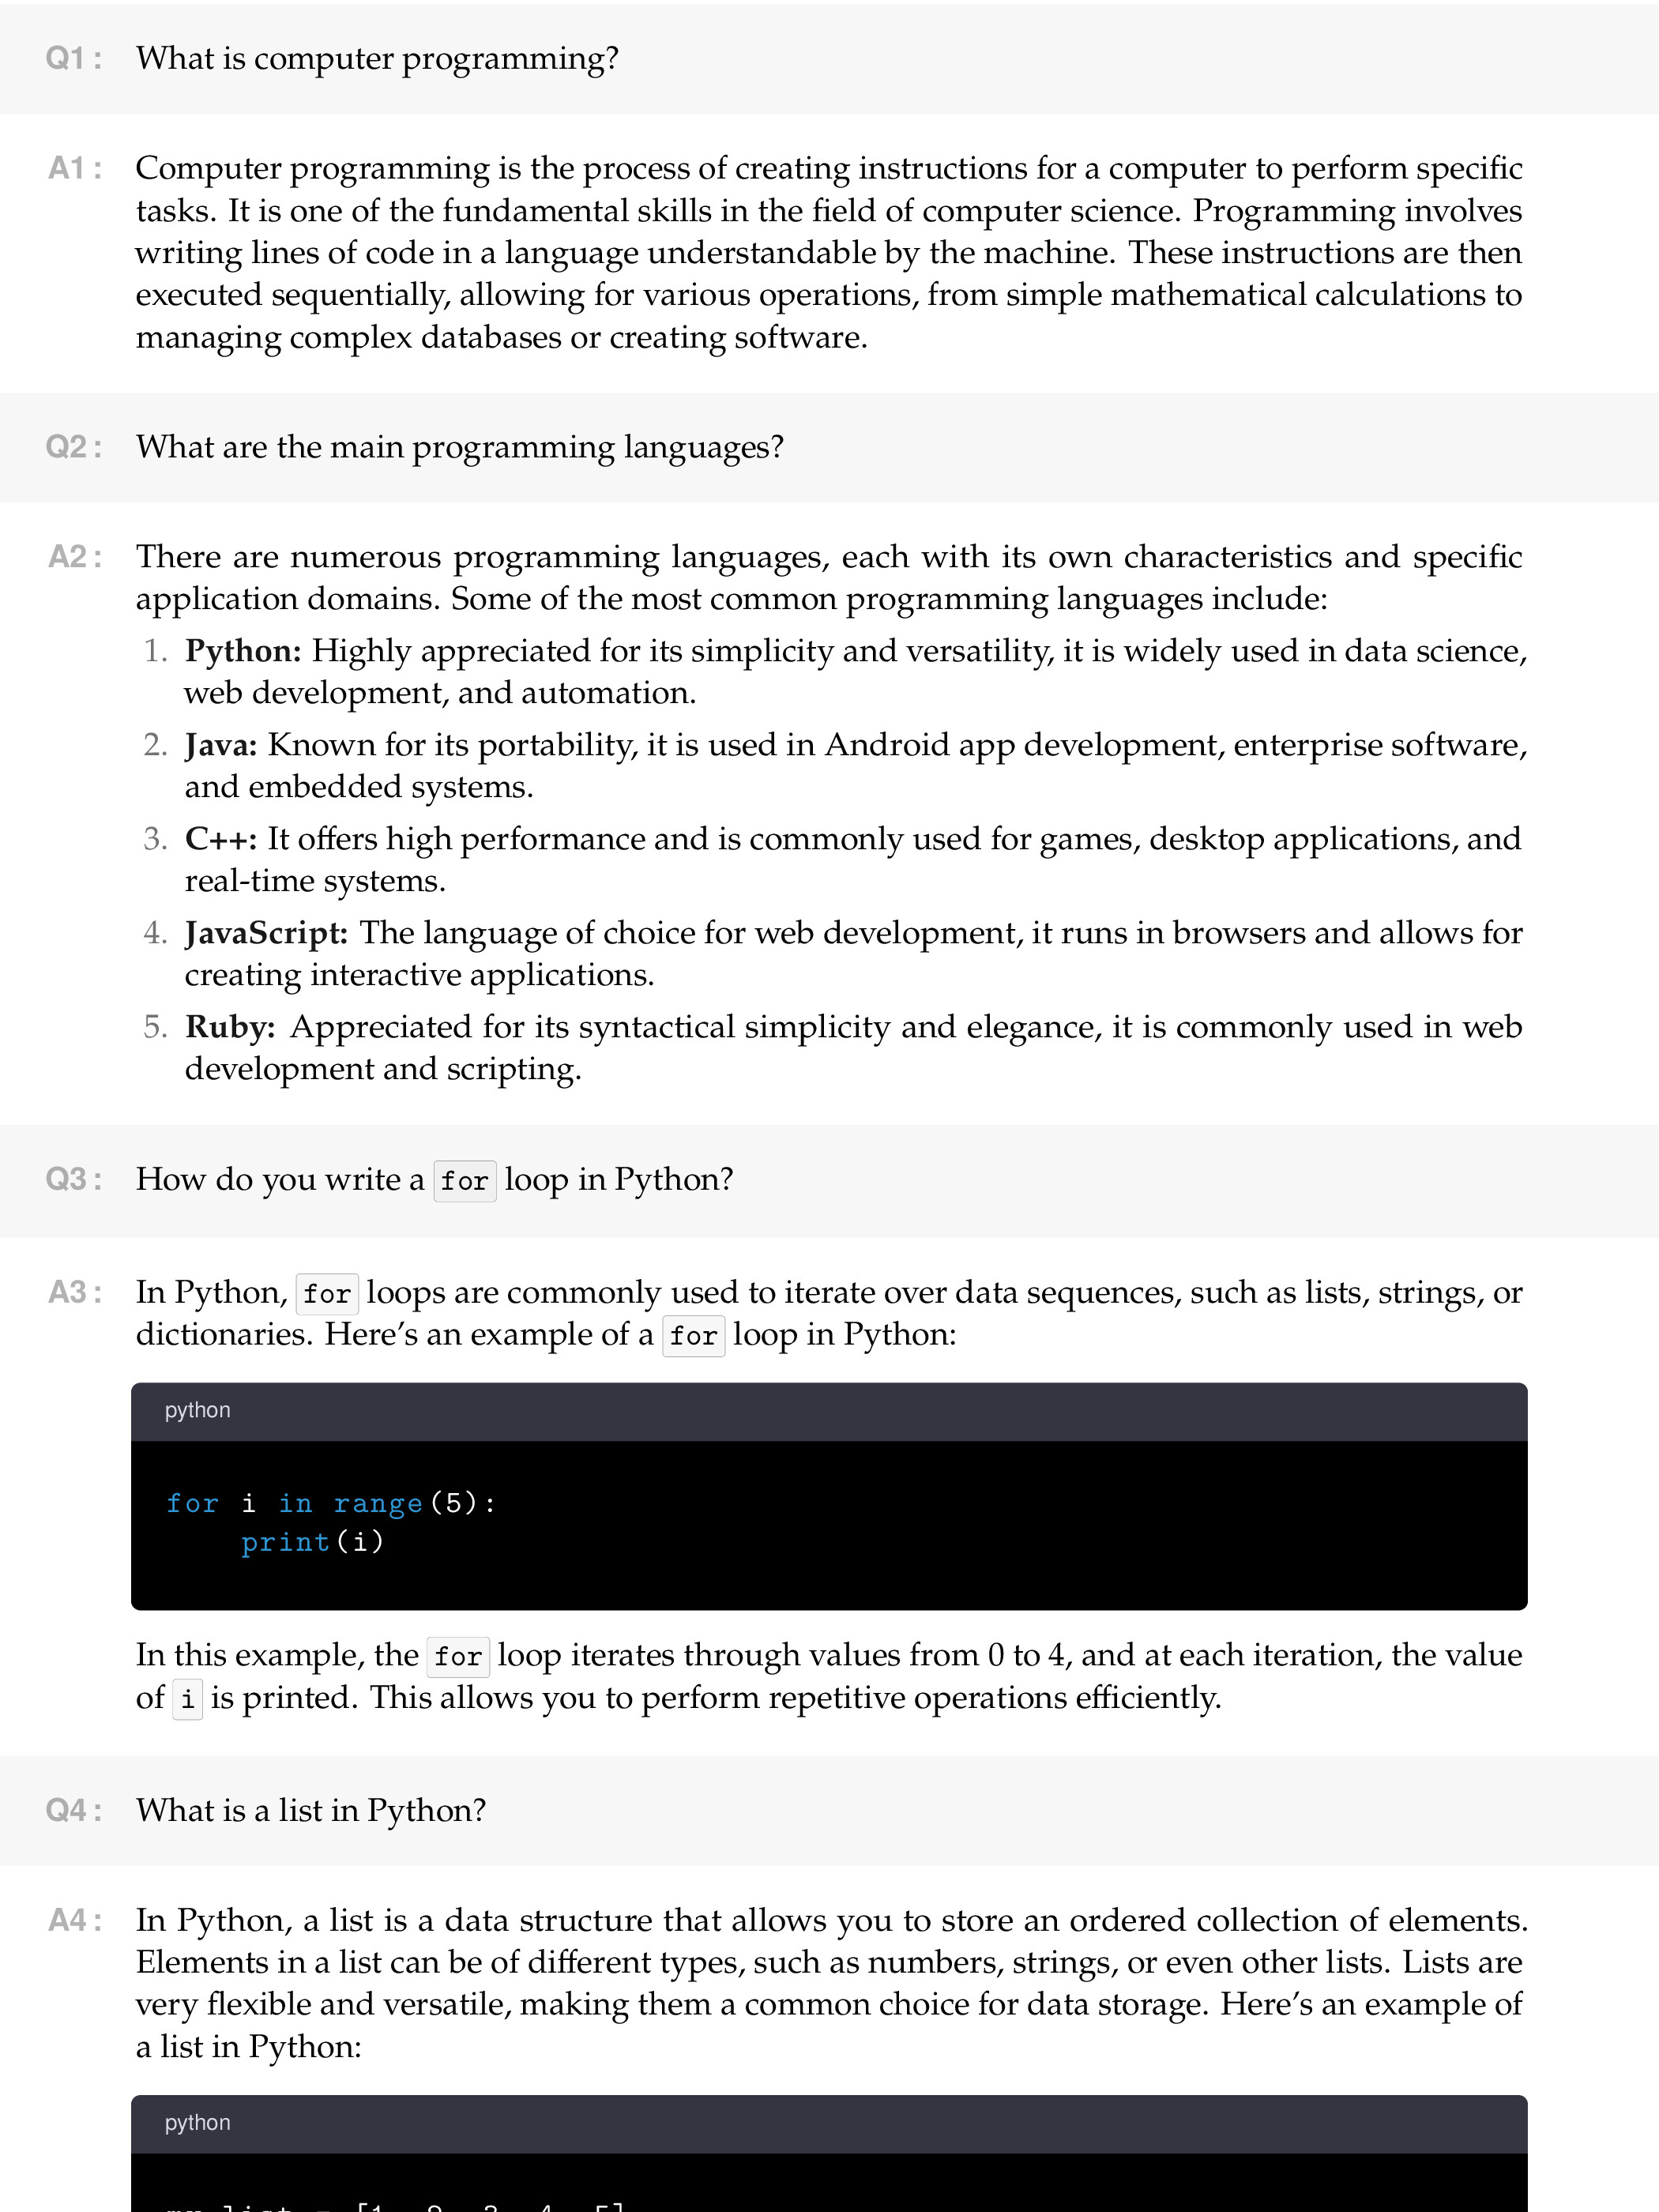 Q1: What is computer programming?
A1: Computer programming is the process of creating instructions for a computer to perform specific
tasks. It is one of the fundamental skills in the field of computer science. Programming involves
writing lines of code in a language understandable by the machine. These instructions are then
executed sequentially, allowing for various operations, from simple mathematical calculations to
managing complex databases or creating software.
Q2: What are the main programming languages?
A2: There are numerous programming languages, each with its own characteristics and specific
application domains. Some of the most common programming languages include:
1. Python: Highly appreciated for its simplicity and versatility, it is widely used in data science,
web development, and automation.
2. Java: Known for its portability, it is used in Android app development, enterprise software,
and embedded systems.
3. C++: It offers high performance and is commonly used for games, desktop applications, and
real-time systems.
4. JavaScript: The language of choice for web development, it runs in browsers and allows for
creating interactive applications.
5. Ruby: Appreciated for its syntactical simplicity and elegance, it is commonly used in web
development and scripting.
Q3: How do you write a for loop in Python?
A3: In Python, for loops are commonly used to iterate over data sequences, such as lists, strings, or
dictionaries. Here's an example of a for loop in Python:
python
for i in range(5):
    print(i)
In this example, the for loop iterates through values from 0 to 4, and at each iteration, the value
of i is printed. This allows you to perform repetitive operations efficiently.
Q4: What is a list in Python?
A4: In Python, a list is a data structure that allows you to store an ordered collection of elements.
Elements in a list can be of different types, such as numbers, strings, or even other lists. Lists are
very flexible and versatile, making them a common choice for data storage. Here's an example of
a list in Python:
python
my_list = [1, 2, 3, 4, 5]